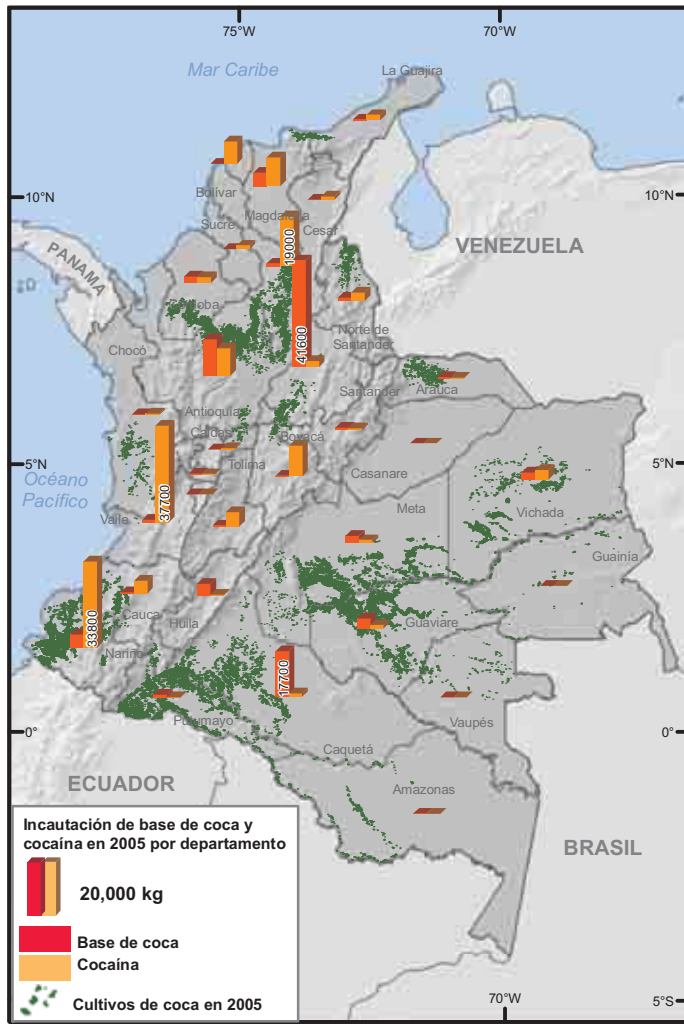 75°W
70°W
Mar Caribe
La Guajira
10°N
10°N
Bolívar
Magdalena
Sucre
Cesar
VENEZUELA
PANAMA
19000
Córdoba
41600
Norte de
Santander
Chocó
Santander
Arauca
Antioquia
Caldas
Boyacá
5°N
5°N
Tolima
Casanare
Océano
Pacífico
37700
Meta
Vichada
Valle
Guainía
33800
Cauca
Huila
Guaviare
Nariño
17700
Putumayo
Vaupés
0°
0°
Caquetá
ECUADOR
Amazonas
BRASIL
Incautación de base de coca y
cocaína en 2005 por departamento
20,000 kg
Base de coca
Cocaína
Cultivos de coca en 2005
5°S
70°W
75°W